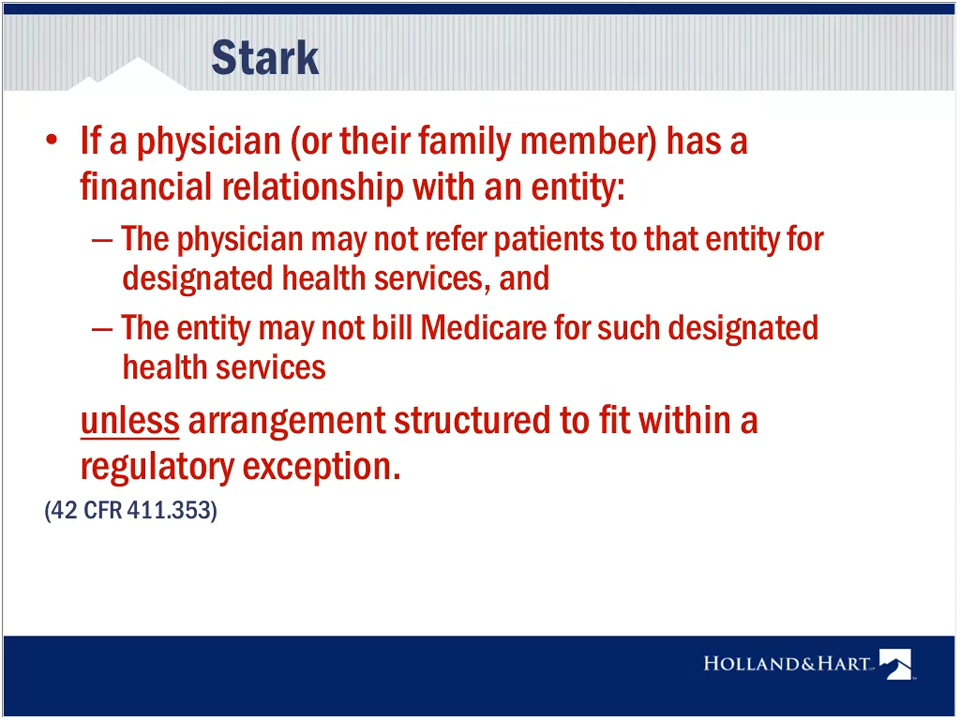 Stark
• If a physician (or their family member) has a
financial relationship with an entity:
– The physician may not refer patients to that entity for
designated health services, and
– The entity may not bill Medicare for such designated
health services
unless arrangement structured to fit within a
regulatory exception.
(42 CFR 411.353)
HOLLAND&HART